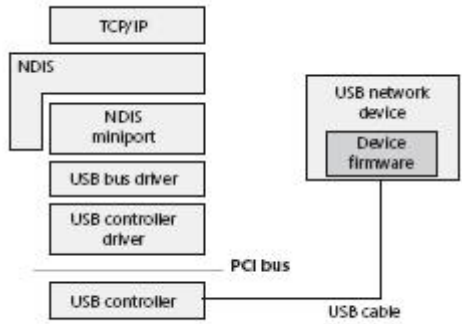 TCP/IP
NDIS
NDIS
miniport
USB bus driver
USB controller
driver
PCI bus
USB controller
USB network
device
Device
firmware
USB cable